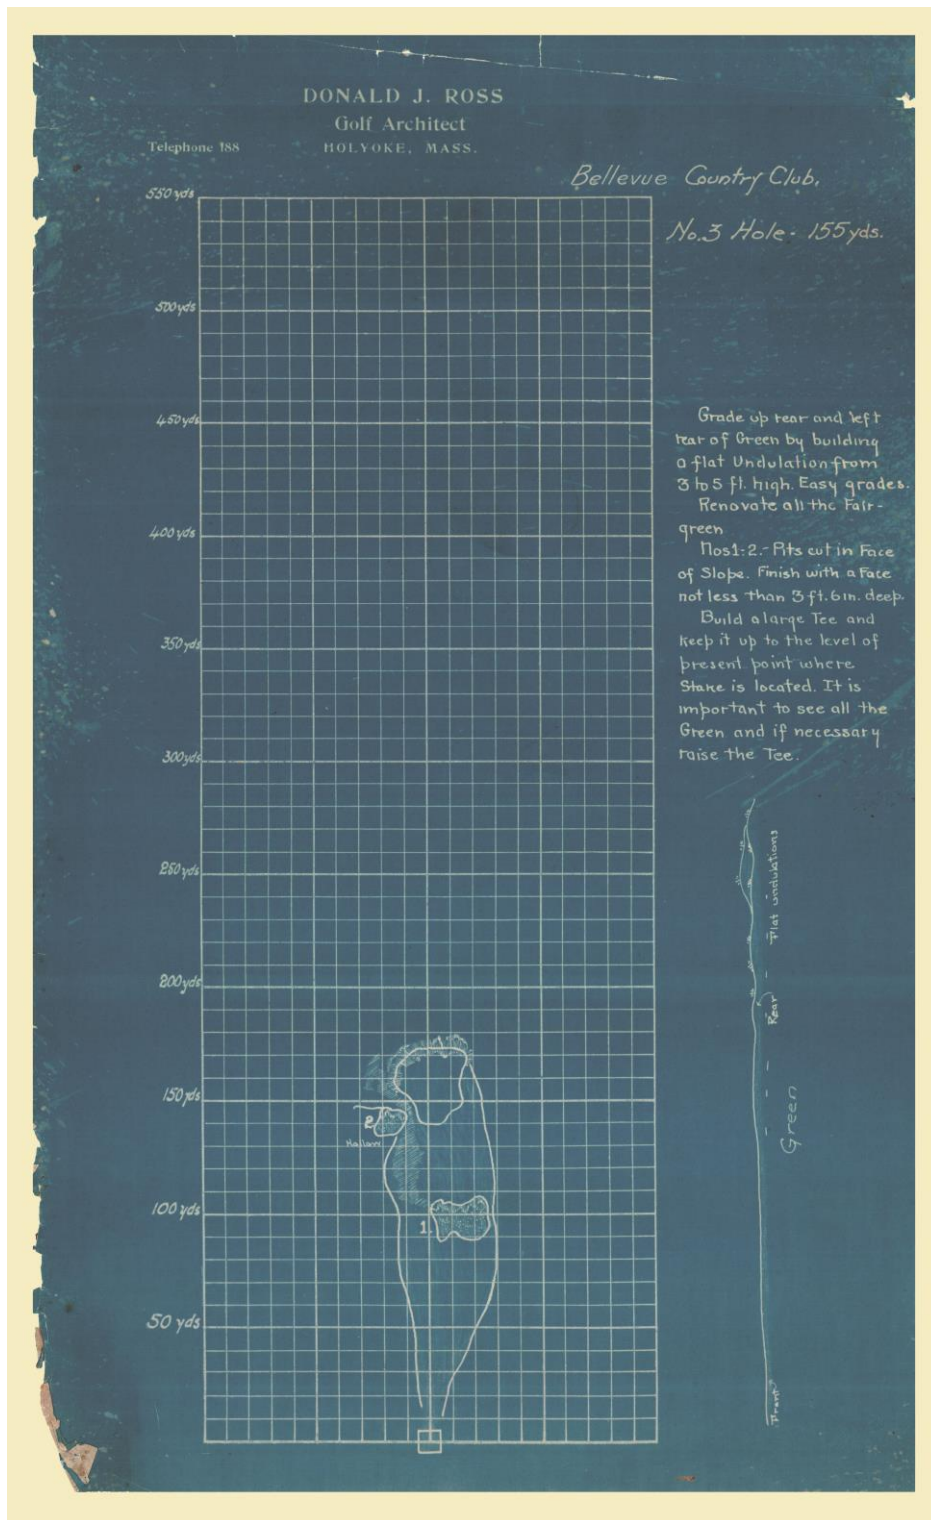 DONALD J. ROSS
Golf Architect
Telephone 188
HOLYOKE, MASS.
Bellevue Country Club.
No.3 Hole - 155 yds.
550 yds
500 yds
450 yds
400 yds
350 yds
300 yds
250 yds
200 yds
150 yds
100 yds
50 yds
Grade up rear and left
rear of Green by building
a flat Undulation from
3 to 5 ft. high. Easy grades.
Renovate all the Fair-
green
Nos 1:2.- Pits cut in Face
of Slope. Finish with a Face
not less than 3 ft. 6 in. deep.
Build a large Tee and
keep it up to the level of
present point where
Stake is located. It is
important to see all the
Green and if necessary
raise the Tee.
2
Hollow
1.
Flat undulations
Rear
Green
Front